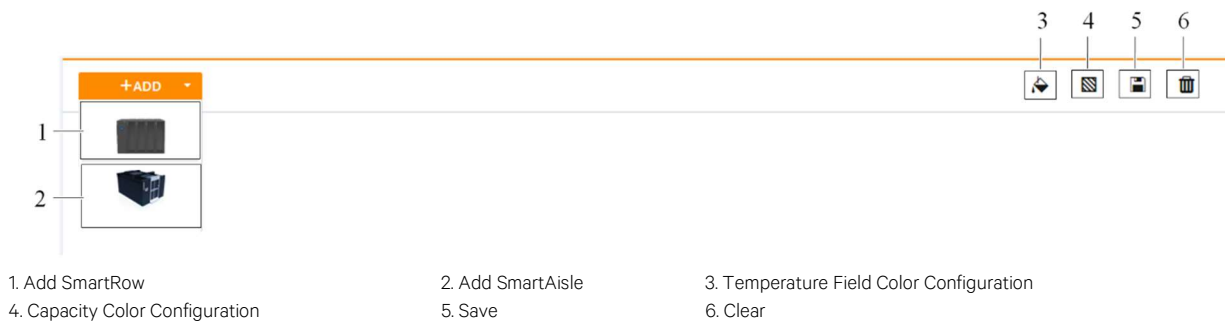 3 4 5 6
+ADD
1
2
1. Add SmartRow 2. Add SmartAisle 3. Temperature Field Color Configuration
4. Capacity Color Configuration 5. Save 6. Clear